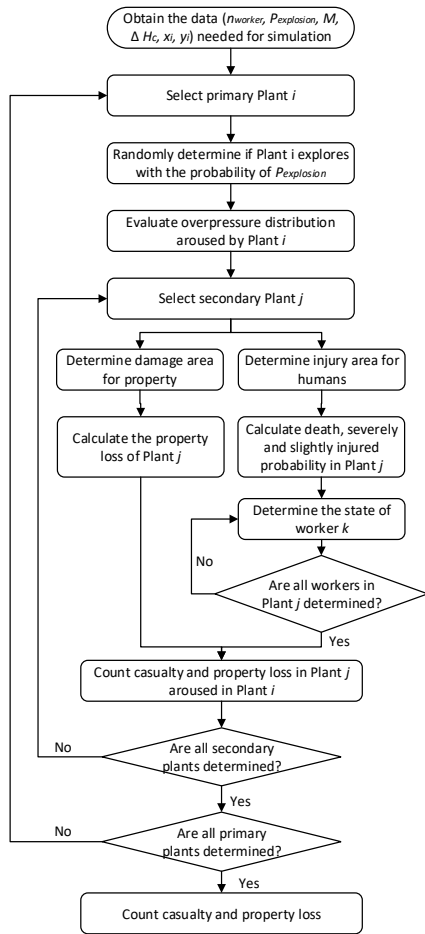 Obtain the data (nworker, Pexplosion, M,
Δ Hc, xi, yi) needed for simulation
Select primary Plant i
Randomly determine if Plant i explores
with the probability of Pexplosion
Evaluate overpressure distribution
aroused by Plant i
Select secondary Plant j
Determine damage area
for property
Determine injury area for
humans
Calculate the property
loss of Plant j
Calculate death, severely
and slightly injured
probability in Plant j
Determine the state of
worker k
No
Are all workers in
Plant j determined?
Yes
Count casualty and property loss in Plant j
aroused in Plant i
No
Are all secondary
plants determined?
Yes
No
Are all primary
plants determined?
Yes
Count casualty and property loss